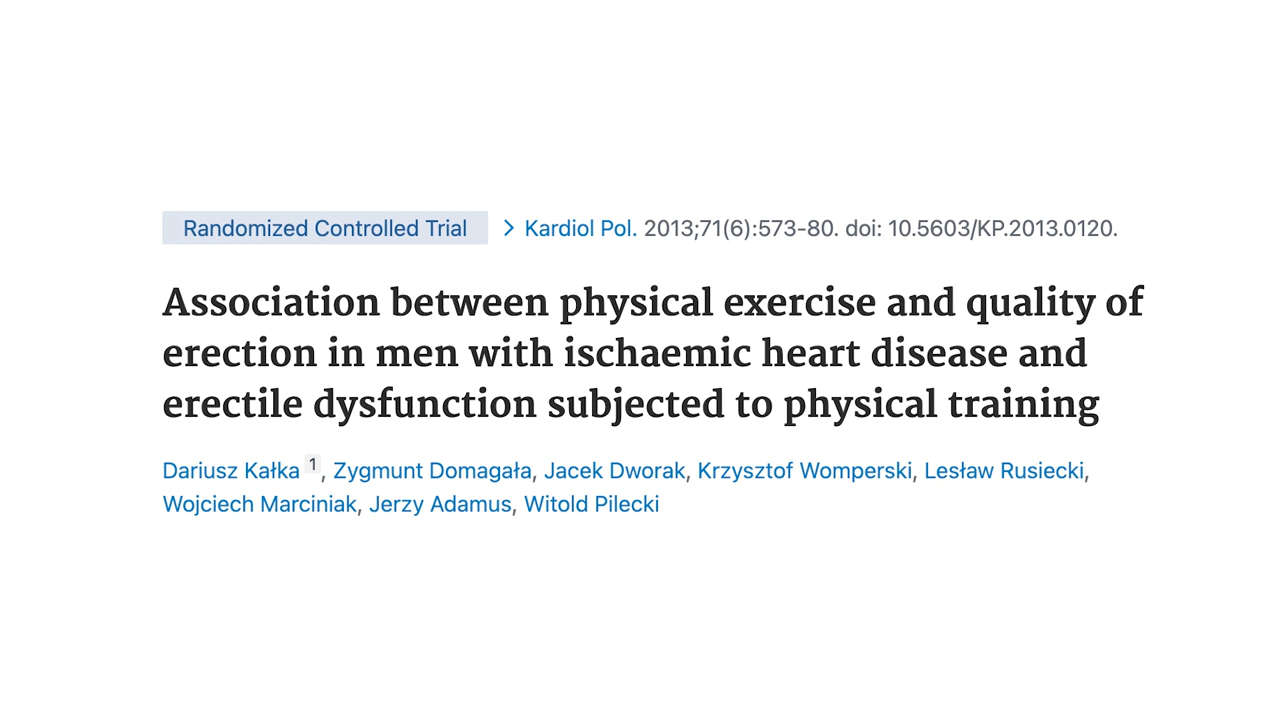 Randomized Controlled Trial > Kardiol Pol. 2013;71(6):573-80. doi: 10.5603/KP.2013.0120.
Association between physical exercise and quality of
erection in men with ischaemic heart disease and
erectile dysfunction subjected to physical training
Dariusz Kałka 1, Zygmunt Domagała, Jacek Dworak, Krzysztof Womperski, Lesław Rusiecki,
Wojciech Marciniak, Jerzy Adamus, Witold Pilecki